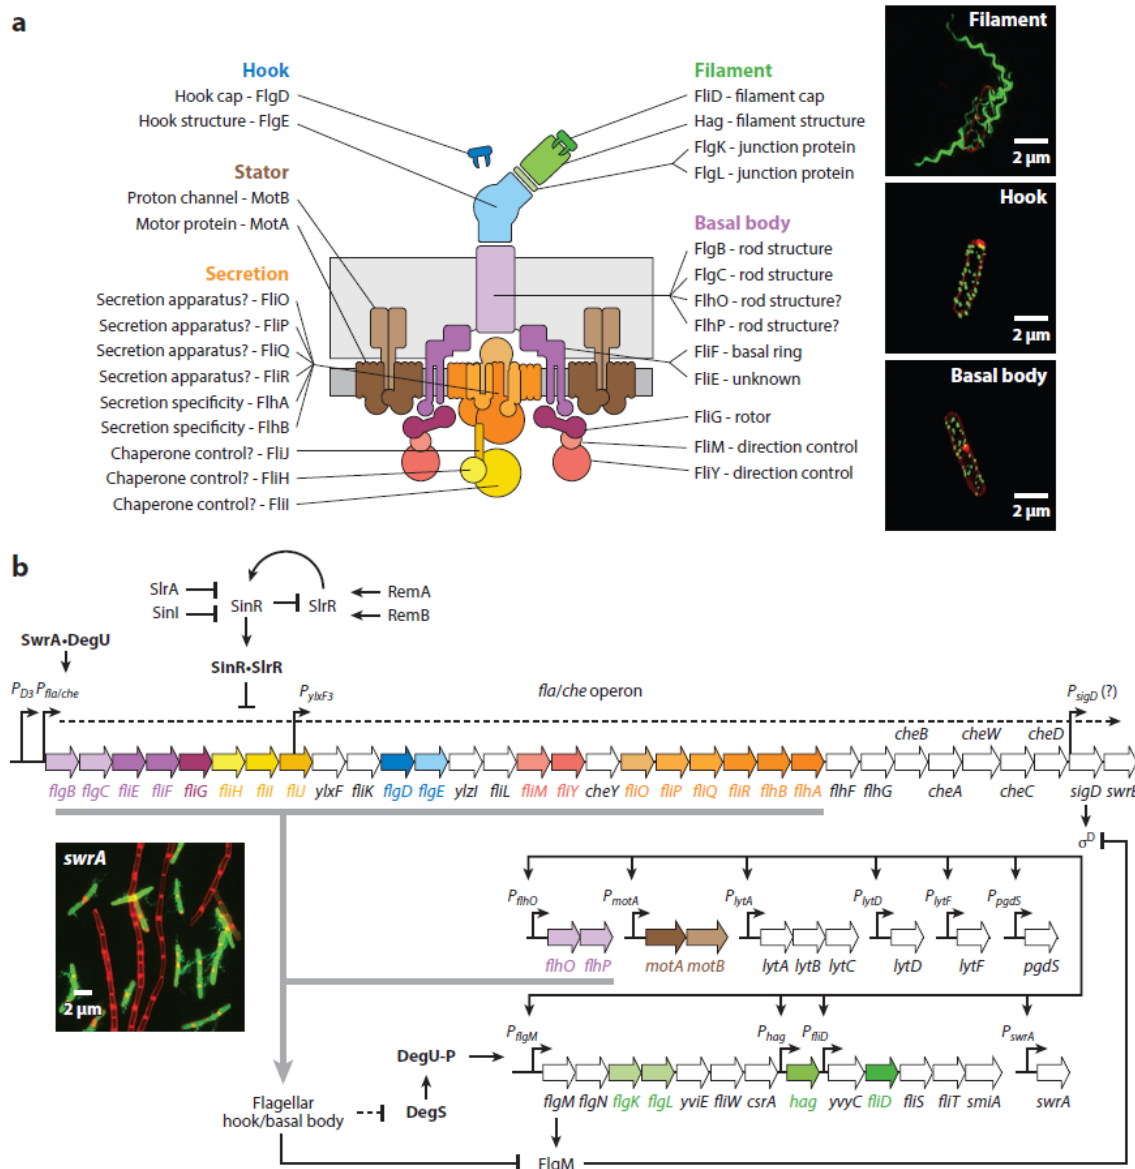 a
Hook
Hook cap - FlgD
Hook structure - FlgE
Stator
Proton channel - MotB
Motor protein - MotA
Secretion
Secretion apparatus? - FliO
Secretion apparatus? - FliP
Secretion apparatus? - FliQ
Secretion apparatus? - FliR
Secretion specificity - FlhA
Secretion specificity - FlhB
Chaperone control? - FliJ
Chaperone control? - FliH
Chaperone control? - FliI
Filament
FliD - filament cap
Hag - filament structure
FlgK - junction protein
FlgL - junction protein
Basal body
FlgB - rod structure
FlgC - rod structure
FlhO - rod structure?
FlhP - rod structure?
FliF - basal ring
FliE - unknown
FliG - rotor
FliM - direction control
FliY - direction control
Filament
2 µm
Hook
2 µm
Basal body
2 µm
b
SlrA
SinI
SinR
SlrR
RemA
RemB
SwrA•DegU
SinR•SlrR
PD3
Pfla/che
PylxF3
fla/che operon
PsigD (?)
cheB cheW cheD
flgB flgC fliE fliF fliG fliH fliI fliJ ylxF fliK flgD flgE ylzI fliL fliM fliY cheY fliO fliP fliQ fliR flhB flhA flhF flhG cheA cheC sigD swrB
σD
swrA
2 µm
PflhO PmotA PlytA PlytD PlytF PpgdS
flhO flhP motA motB lytA lytB lytC lytD lytF pgdS
PflgM Phag PfliD PswrA
DegU-P
flgM flgN flgK flgL yviE fliW csrA hag yvyC fliD fliS fliT smiA swrA
Flagellar
hook/basal body
DegS
FlgM